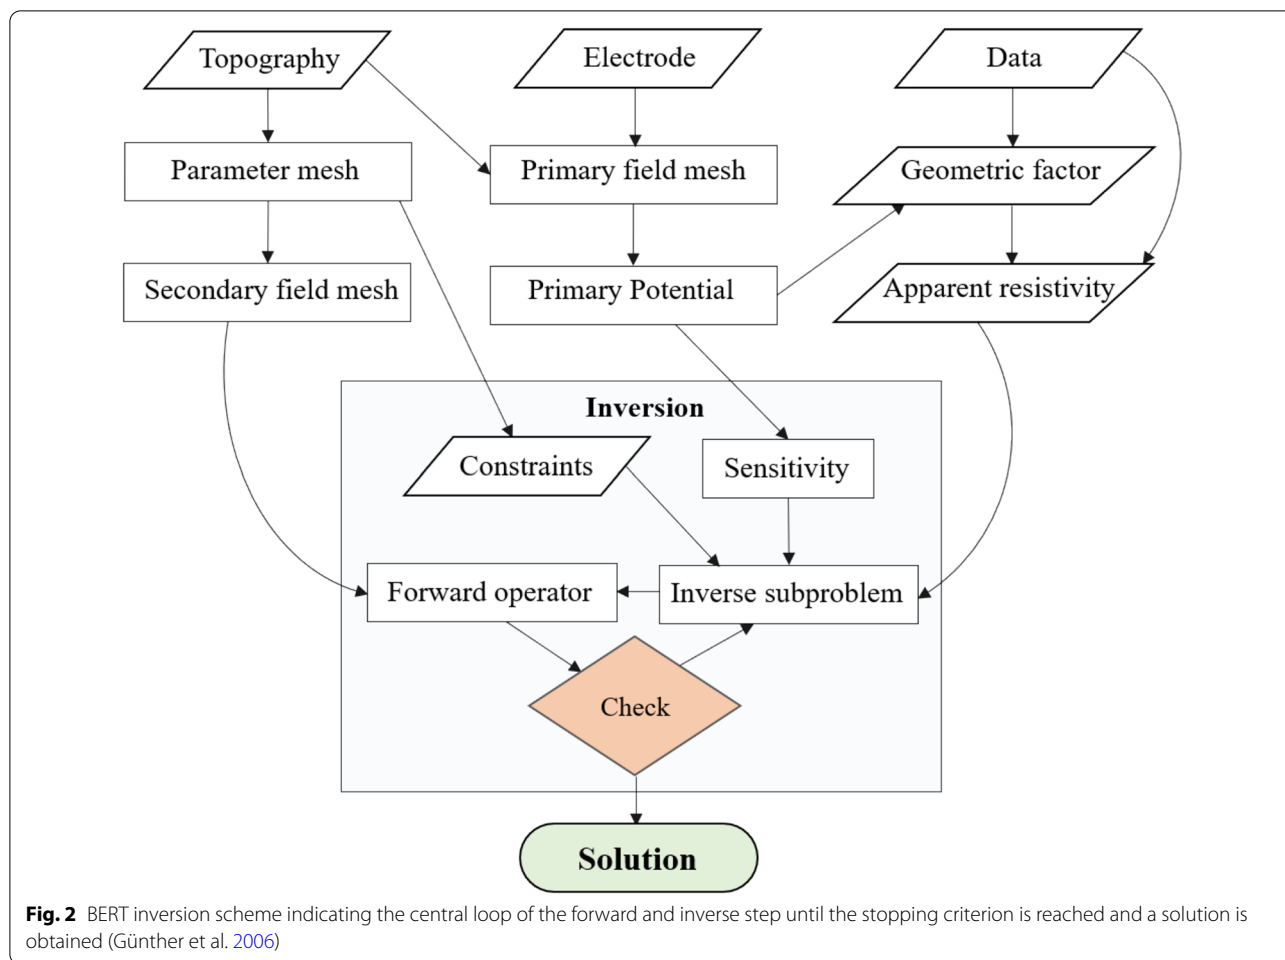 Topography
Electrode
Data
Parameter mesh
Primary field mesh
Geometric factor
Secondary field mesh
Primary Potential
Apparent resistivity
Inversion
Constraints
Sensitivity
Forward operator
Inverse subproblem
Check
Solution
Fig. 2 BERT inversion scheme indicating the central loop of the forward and inverse step until the stopping criterion is reached and a solution is
obtained (Günther et al. 2006)